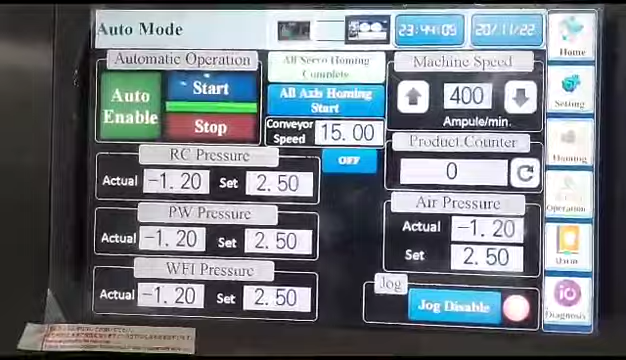 Auto Mode
23:44:09
20/11/22
Home
Automatic Operation
Auto Enable
Start
Stop
All Servo Homing
Complete
All Axis Homing
Start
Conveyor
Speed
15.00
OFF
Machine Speed
400
Ampule/min.
Product Counter
0
Setting
Homing
Operation
Diagnosis
RC Pressure
Actual -1.20 Set 2.50
PW Pressure
Actual -1.20 Set 2.50
WFI Pressure
Actual -1.20 Set 2.50
Air Pressure
Actual -1.20
Set 2.50
Jog
Jog Disable